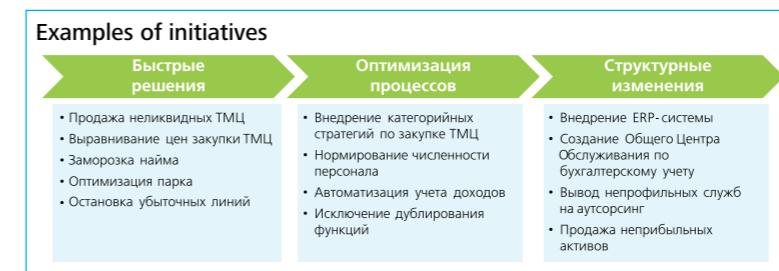 Examples of initiatives
Быстрые
решения
• Продажа неликвидных ТМЦ
• Выравнивание цен закупки ТМЦ
• Заморозка найма
• Оптимизация парка
• Остановка убыточных линий
Оптимизация
процессов
• Внедрение категорийных
стратегий по закупке ТМЦ
• Нормирование численности
персонала
• Автоматизация учета доходов
• Исключение дублирования
функций
Структурные
изменения
• Внедрение ERP-системы
• Создание Общего Центра
Обслуживания по
бухгалтерскому учету
• Вывод непрофильных служб
на аутсорсинг
• Продажа неприбыльных
активов